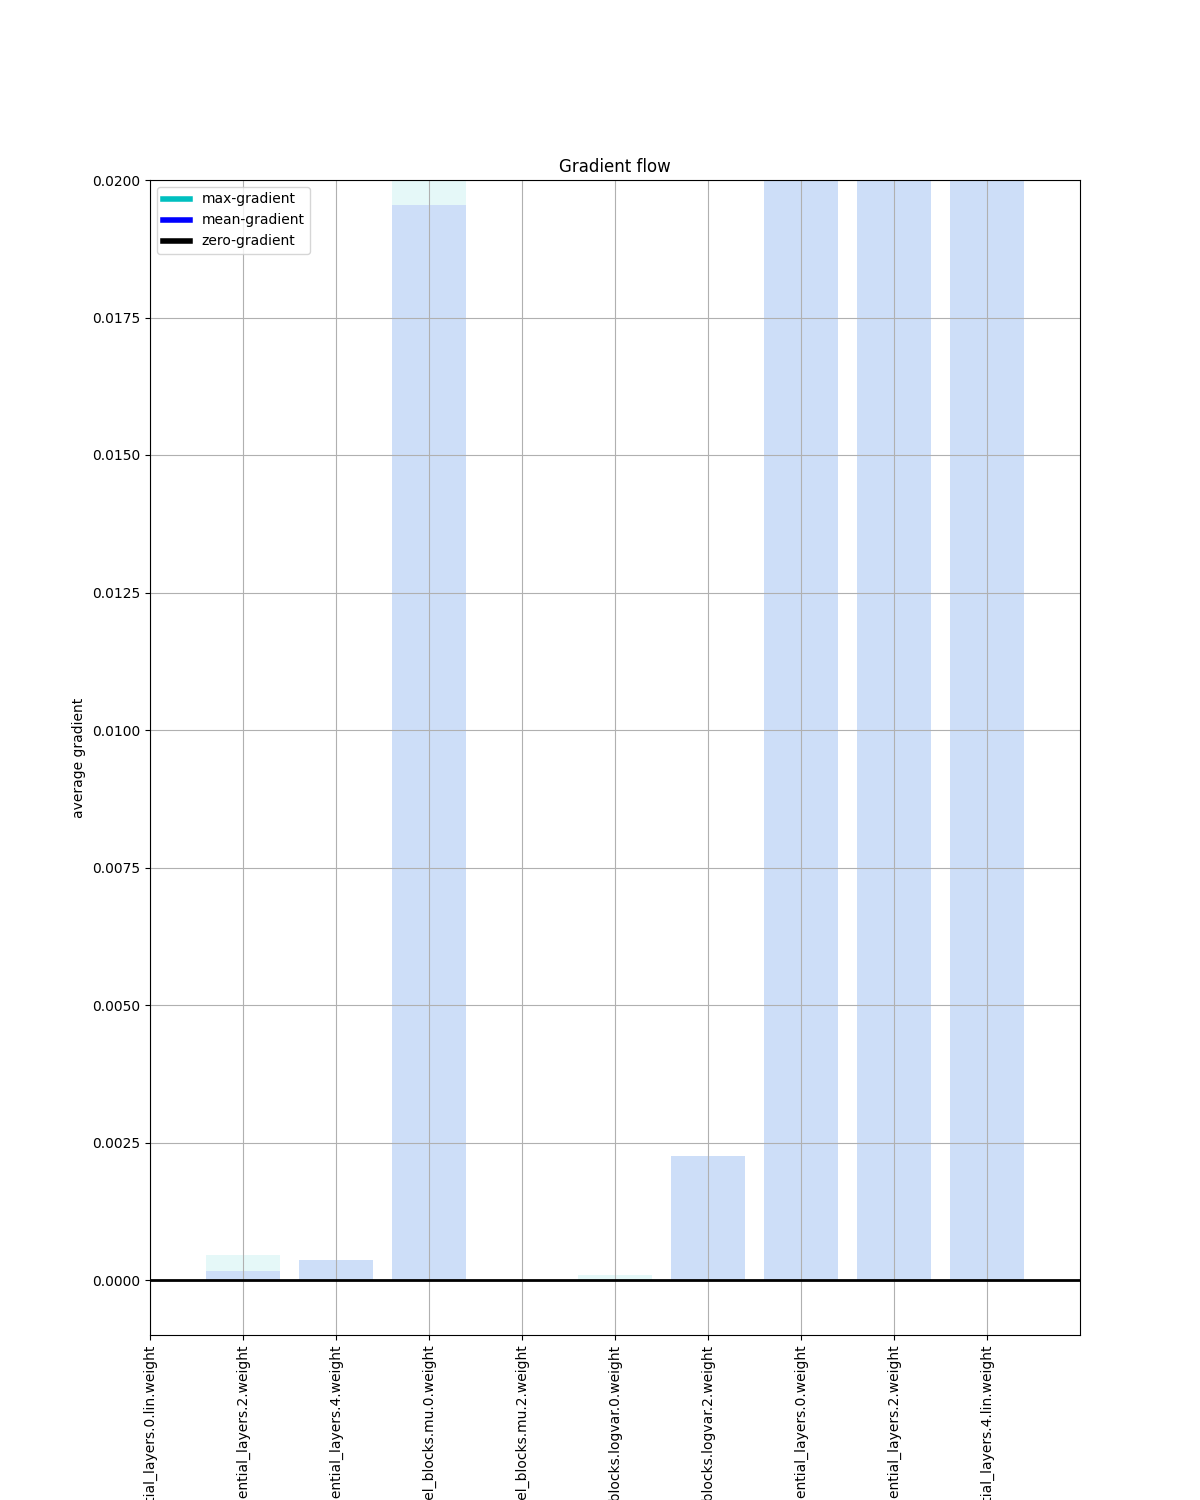 Gradient flow
max-gradient
mean-gradient
zero-gradient
0.0200
0.0175
0.0150
0.0125
0.0100
0.0075
0.0050
0.0025
0.0000
average gradient
tial_layers.0.lin.weight
ential_layers.2.weight
ential_layers.4.weight
el_blocks.mu.0.weight
el_blocks.mu.2.weight
blocks.logvar.0.weight
blocks.logvar.2.weight
ential_layers.0.weight
ential_layers.2.weight
tial_layers.4.lin.weight